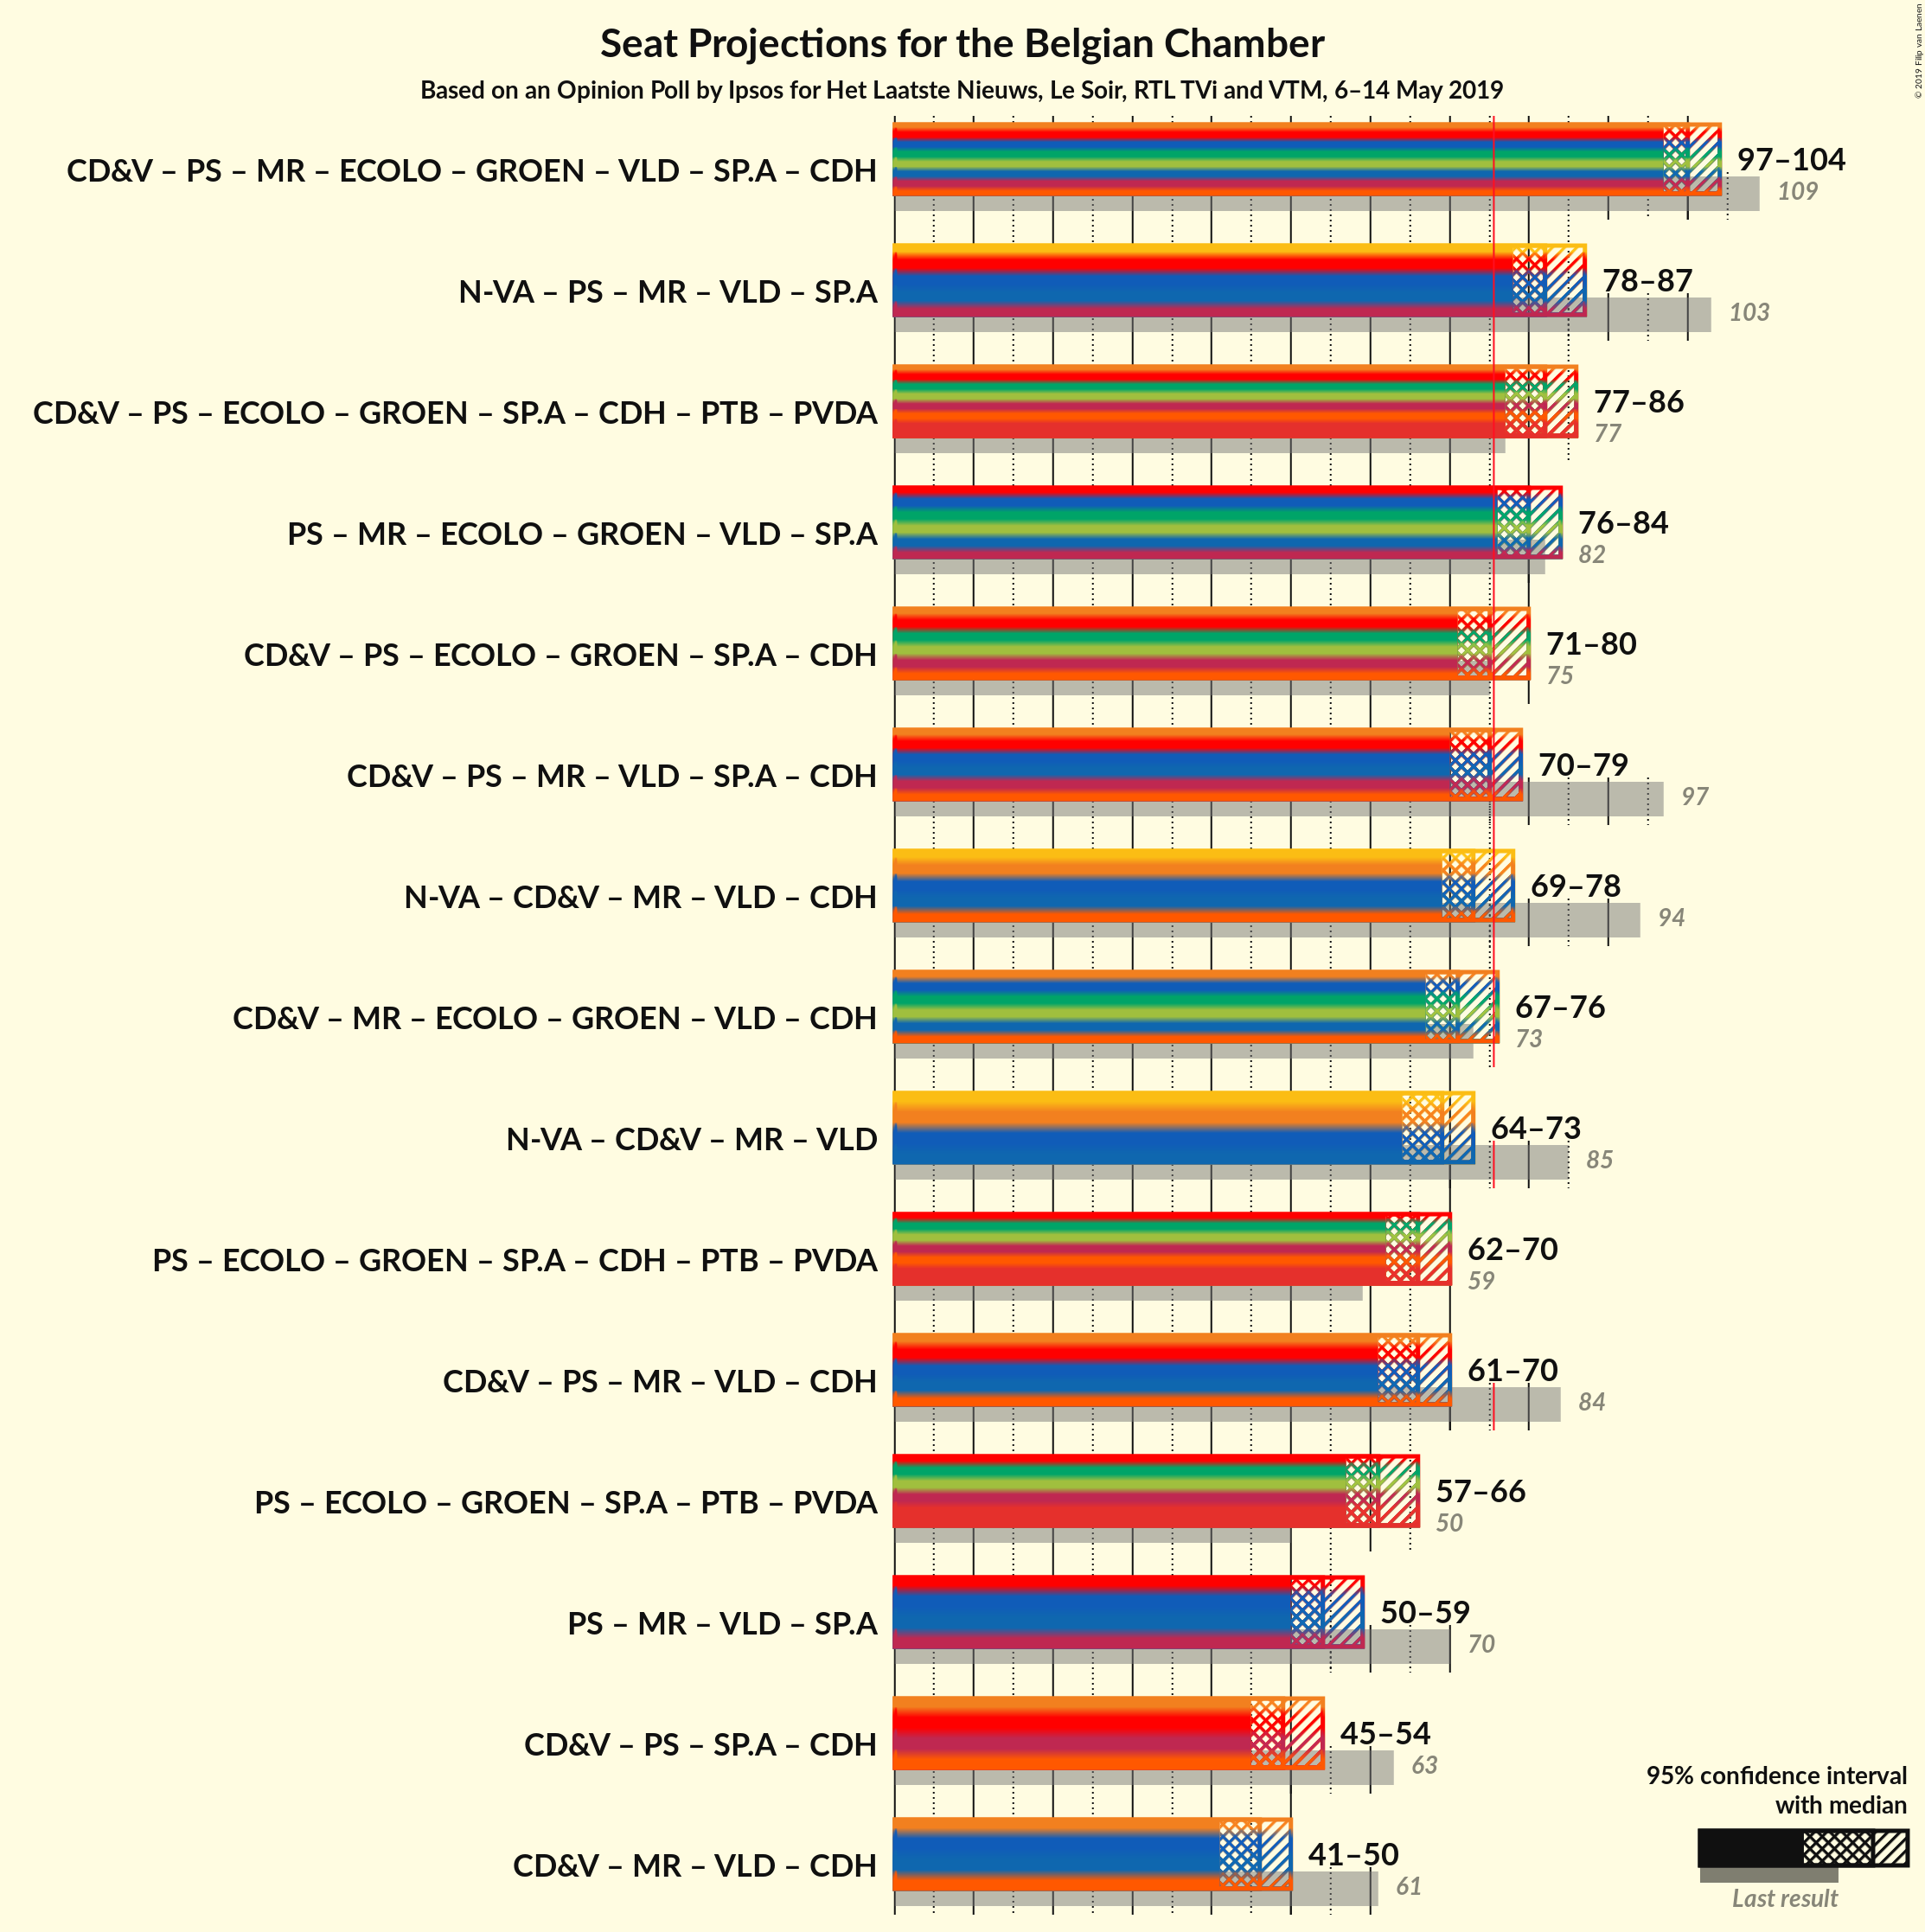 Seat Projections for the Belgian Chamber
Based on an Opinion Poll by Ipsos for Het Laatste Nieuws, Le Soir, RTL TVi and VTM, 6–14 May 2019
© 2019 Filip van Laenen
CD&V – PS – MR – ECOLO – GROEN – VLD – SP.A – CDH
97–104
109
N-VA – PS – MR – VLD – SP.A
78–87
103
CD&V – PS – ECOLO – GROEN – SP.A – CDH – PTB – PVDA
77–86
77
PS – MR – ECOLO – GROEN – VLD – SP.A
76–84
82
CD&V – PS – ECOLO – GROEN – SP.A – CDH
71–80
75
CD&V – PS – MR – VLD – SP.A – CDH
70–79
97
N-VA – CD&V – MR – VLD – CDH
69–78
94
CD&V – MR – ECOLO – GROEN – VLD – CDH
67–76
73
N-VA – CD&V – MR – VLD
64–73
85
PS – ECOLO – GROEN – SP.A – CDH – PTB – PVDA
62–70
59
CD&V – PS – MR – VLD – CDH
61–70
84
PS – ECOLO – GROEN – SP.A – PTB – PVDA
57–66
50
PS – MR – VLD – SP.A
50–59
70
CD&V – PS – SP.A – CDH
45–54
63
CD&V – MR – VLD – CDH
41–50
61
95% confidence interval
with median
Last result